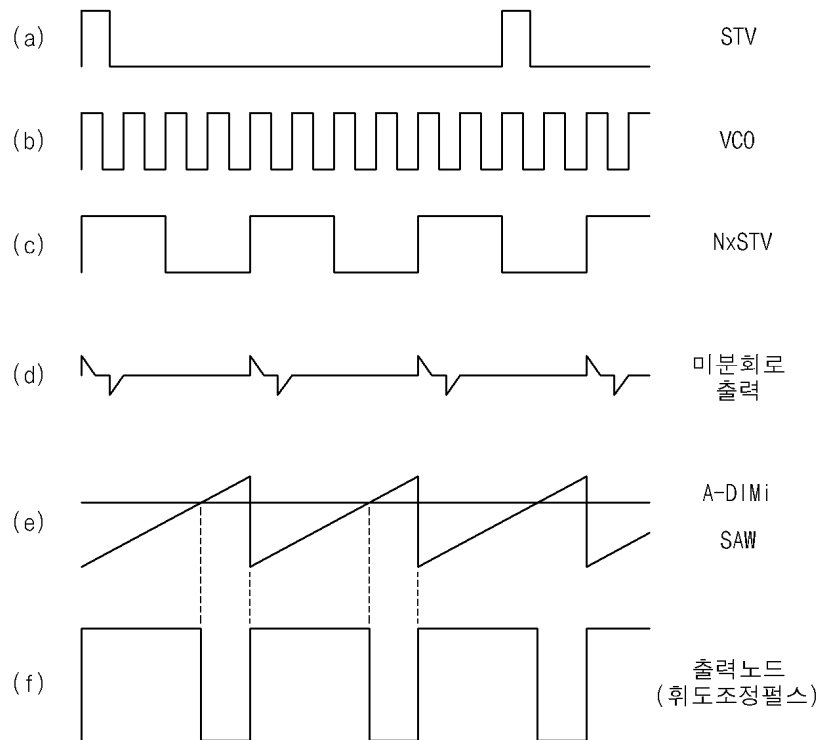 (a) STV
(b) VCO
(c) NxSTV
(d) 미분회로
출력
(e) A-DIMi
SAW
(f) 출력노드
(휘도조정펄스)